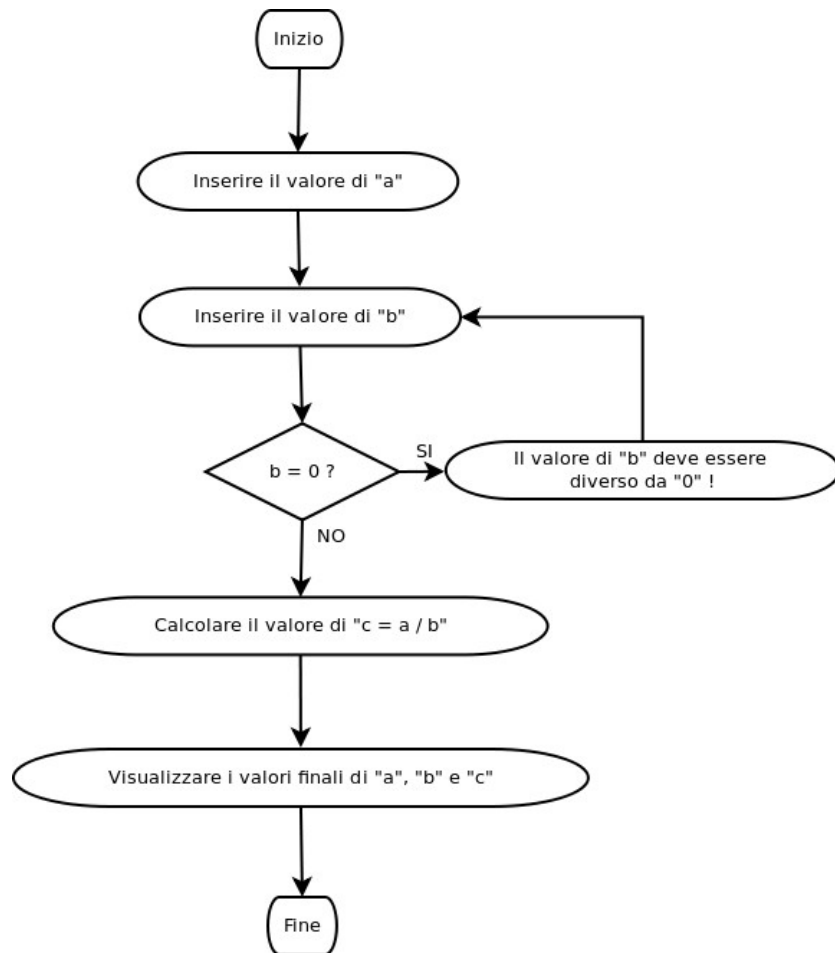 Inizio
Inserire il valore di "a"
Inserire il valore di "b"
b = 0 ?
SI
Il valore di "b" deve essere
diverso da "0" !
NO
Calcolare il valore di "c = a / b"
Visualizzare i valori finali di "a", "b" e "c"
Fine